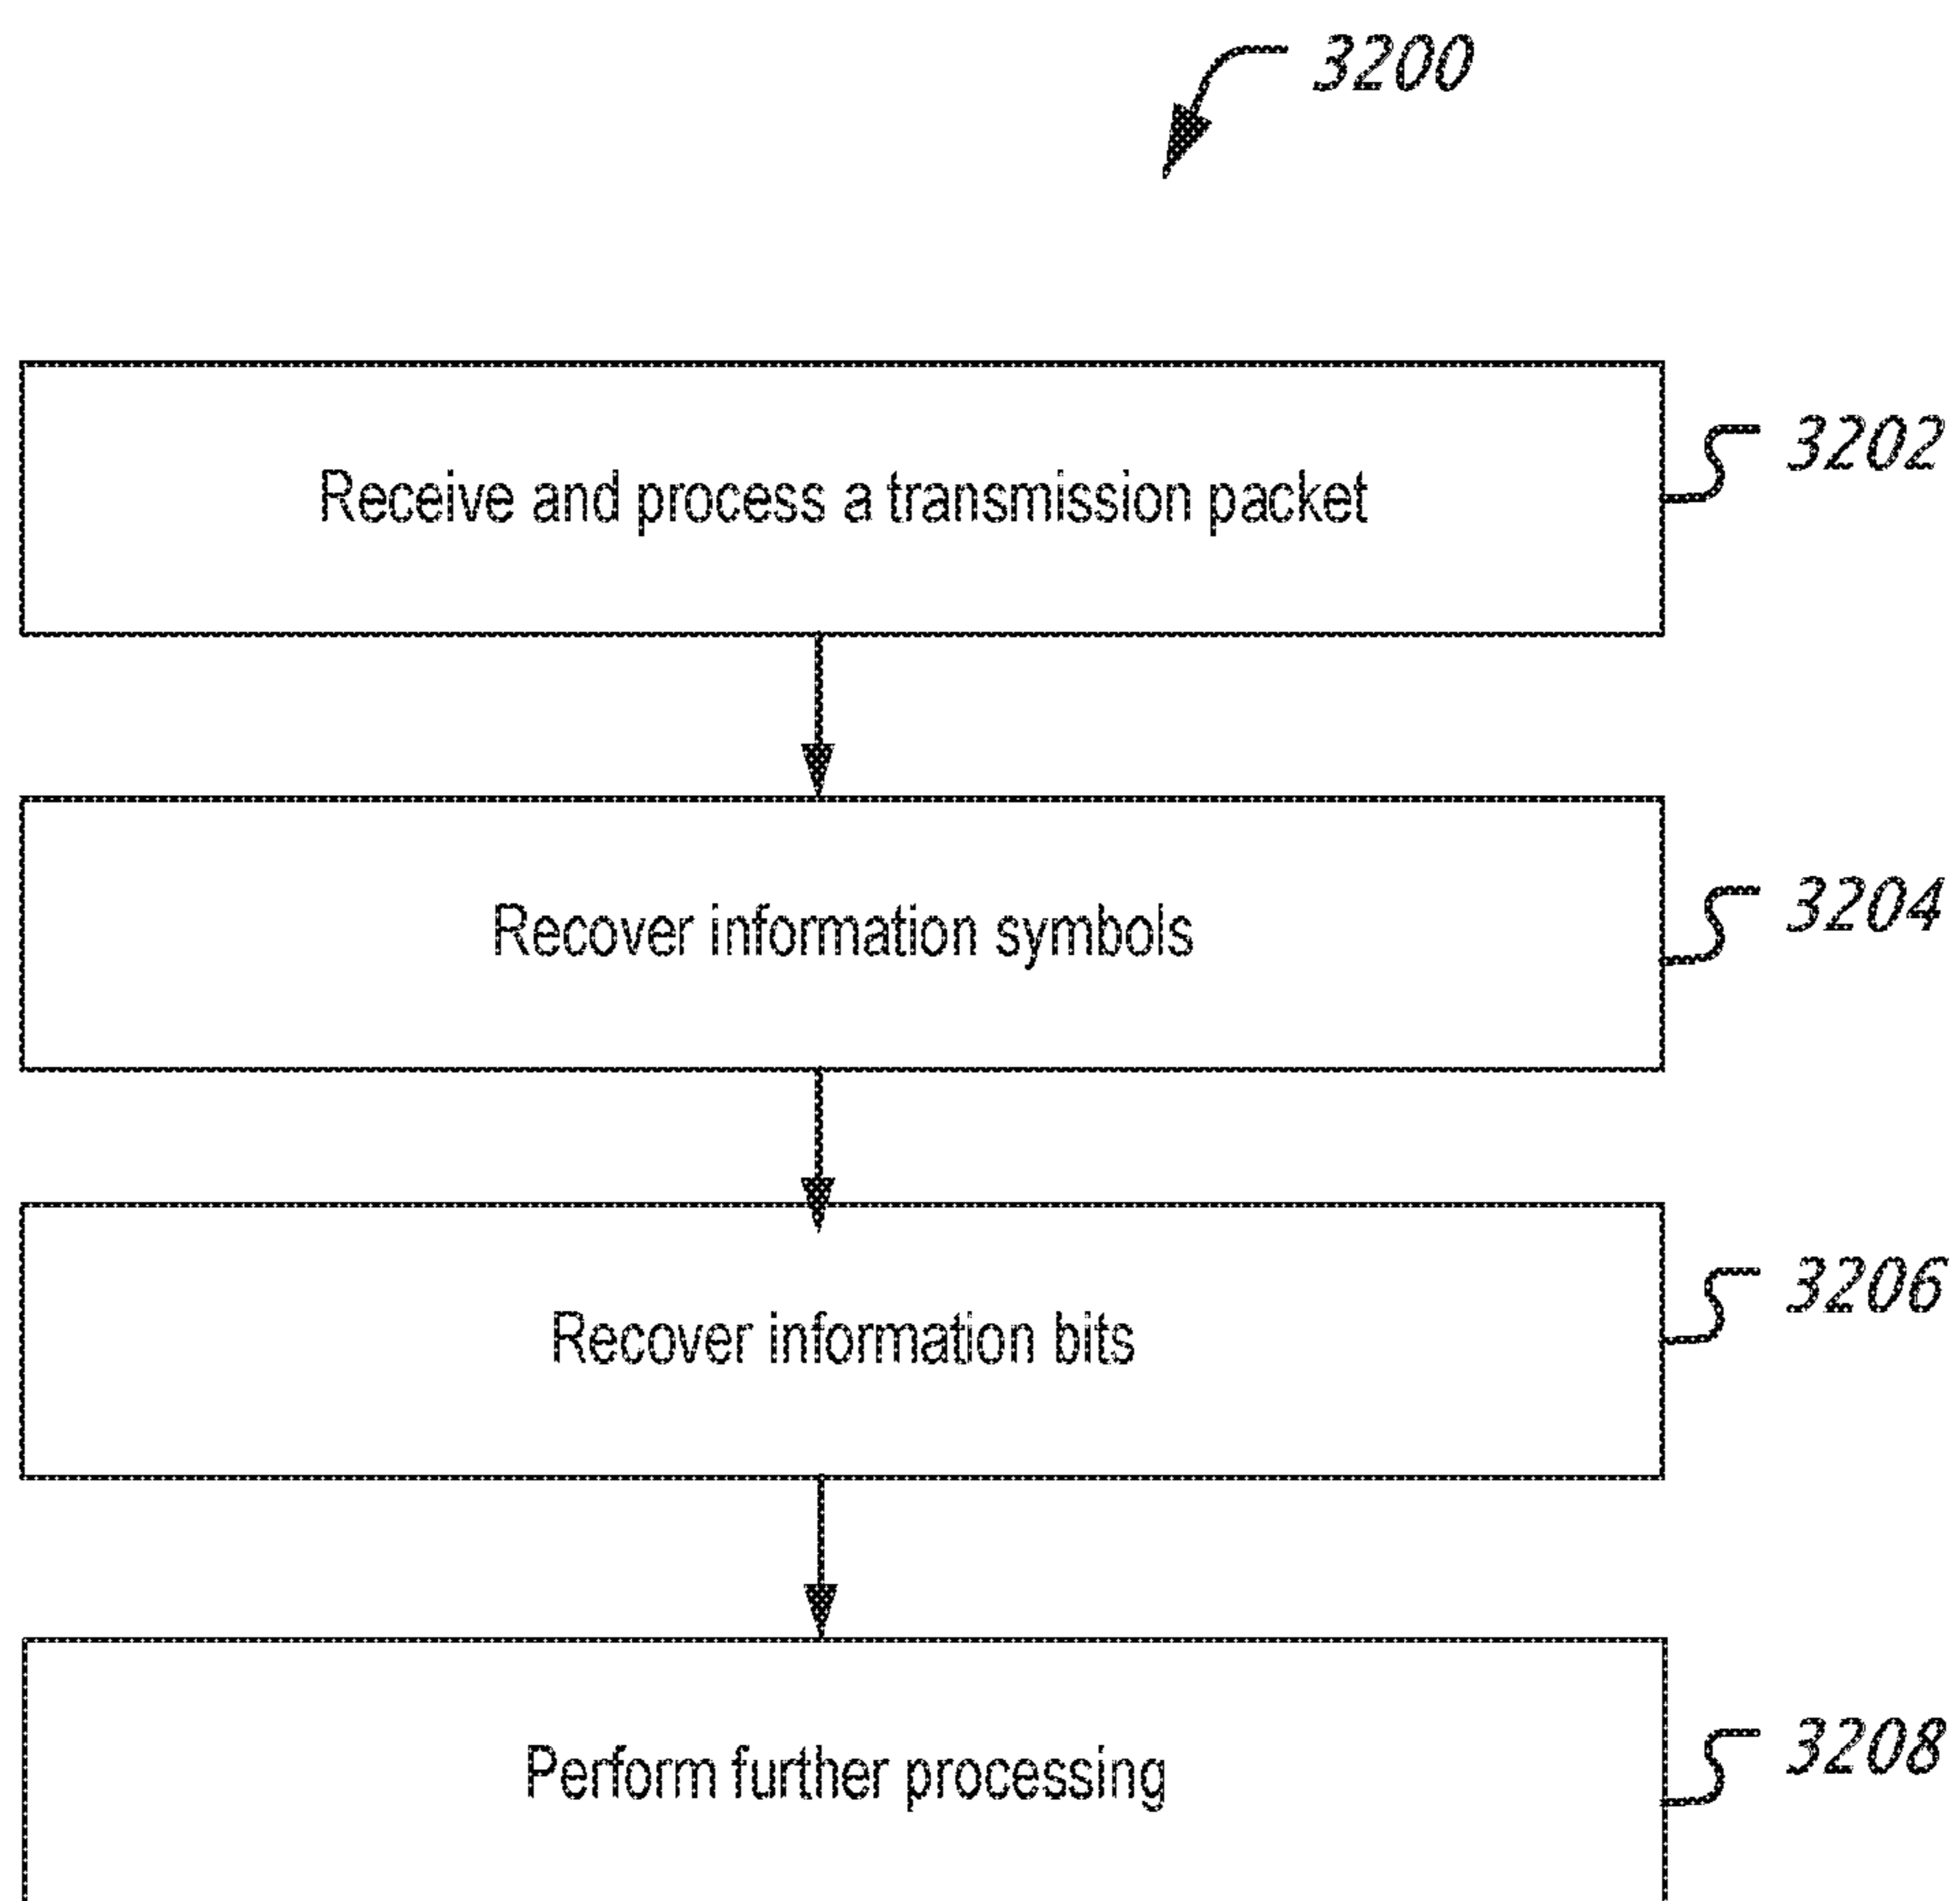 3200
Receive and process a transmission packet
3202
Recover information symbols
3204
Recover information bits
3206
Perform further processing
3208